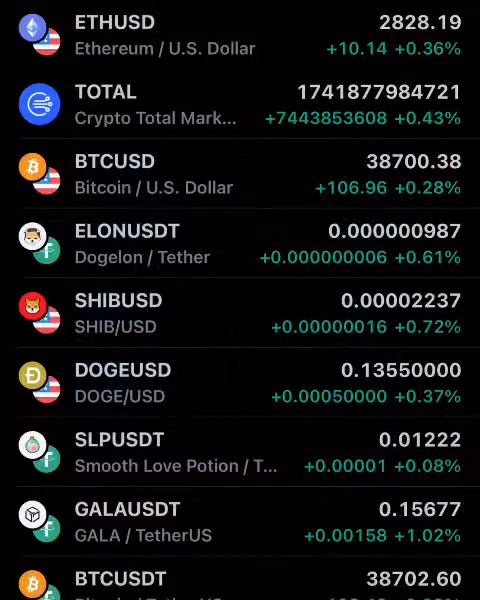 ETHUSD 2828.19
Ethereum / U.S. Dollar +10.14 +0.36%
TOTAL 1741877984721
Crypto Total Mark... +7443853608 +0.43%
BTCUSD 38700.38
Bitcoin / U.S. Dollar +106.96 +0.28%
ELONUSDT 0.000000987
Dogelon / Tether +0.000000006 +0.61%
SHIBUSD 0.00002237
SHIB/USD +0.00000016 +0.72%
DOGEUSD 0.13550000
DOGE/USD +0.00050000 +0.37%
SLPUSDT 0.01222
Smooth Love Potion / T... +0.00001 +0.08%
GALAUSDT 0.15677
GALA / TetherUS +0.00158 +1.02%
BTCUSDT 38702.60